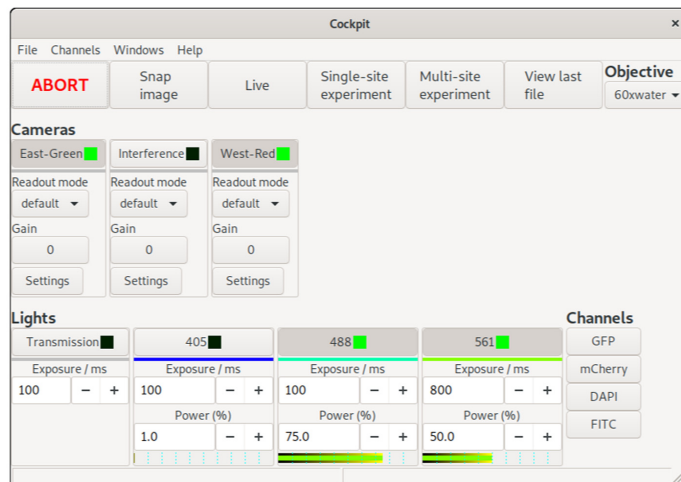 Cockpit ×
File Channels Windows Help
ABORT
Snap
image
Live
Single-site
experiment
Multi-site
experiment
View last
file
Objective
60xwater
Cameras
East-Green Interference West-Red
Readout mode Readout mode Readout mode
default default default
Gain Gain Gain
0 0 0
Settings Settings Settings
Lights Channels
Transmission 405 488 561 GFP
Exposure / ms Exposure / ms Exposure / ms Exposure / ms mCherry
100 − + 100 − + 100 − + 800 − + DAPI
Power (%) Power (%) Power (%) FITC
1.0 − + 75.0 − + 50.0 − +